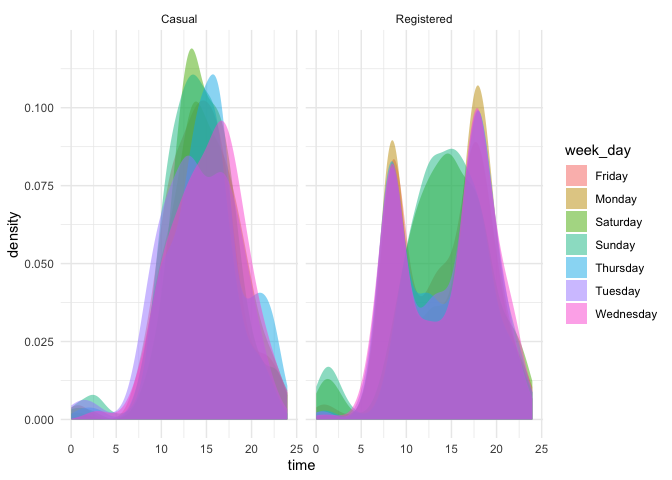 Casual
Registered
0.100
0.075
0.050
0.025
0.000
density
0 5 10 15 20 25
0 5 10 15 20 25
time
week_day
Friday
Monday
Saturday
Sunday
Thursday
Tuesday
Wednesday